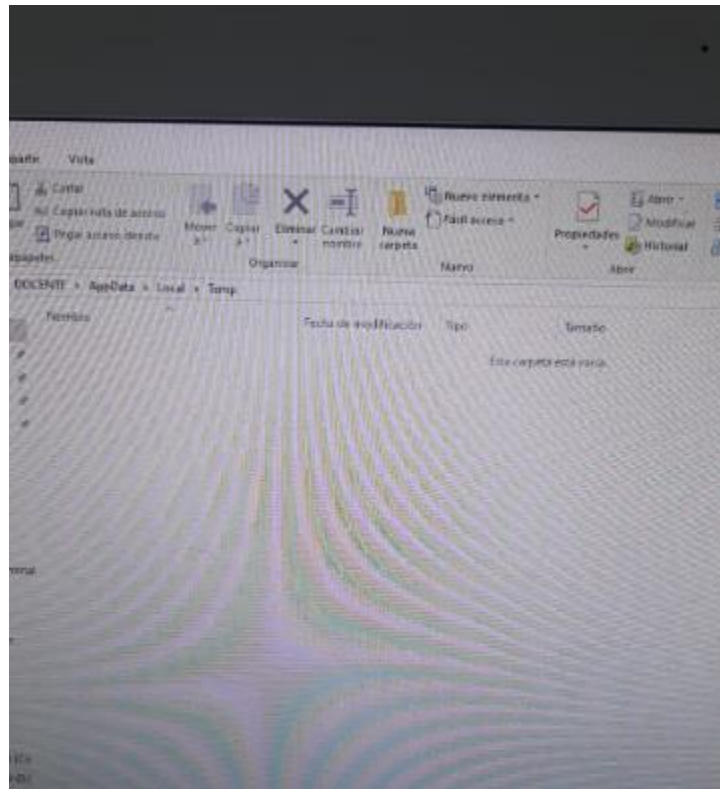 Vista
Cortar
Copiar ruta de acceso
Pegar acceso directo
Mover a
Copiar a
Eliminar
Cambiar nombre
Nueva carpeta
Nuevo elemento
Fácil acceso
Propiedades
Abrir
Modificar
Historial
Organizar
Nuevo
Abrir
DOCENTE AppData Local Temp
Nombre Fecha de modificación Tipo Tamaño
Esta carpeta está vacía.